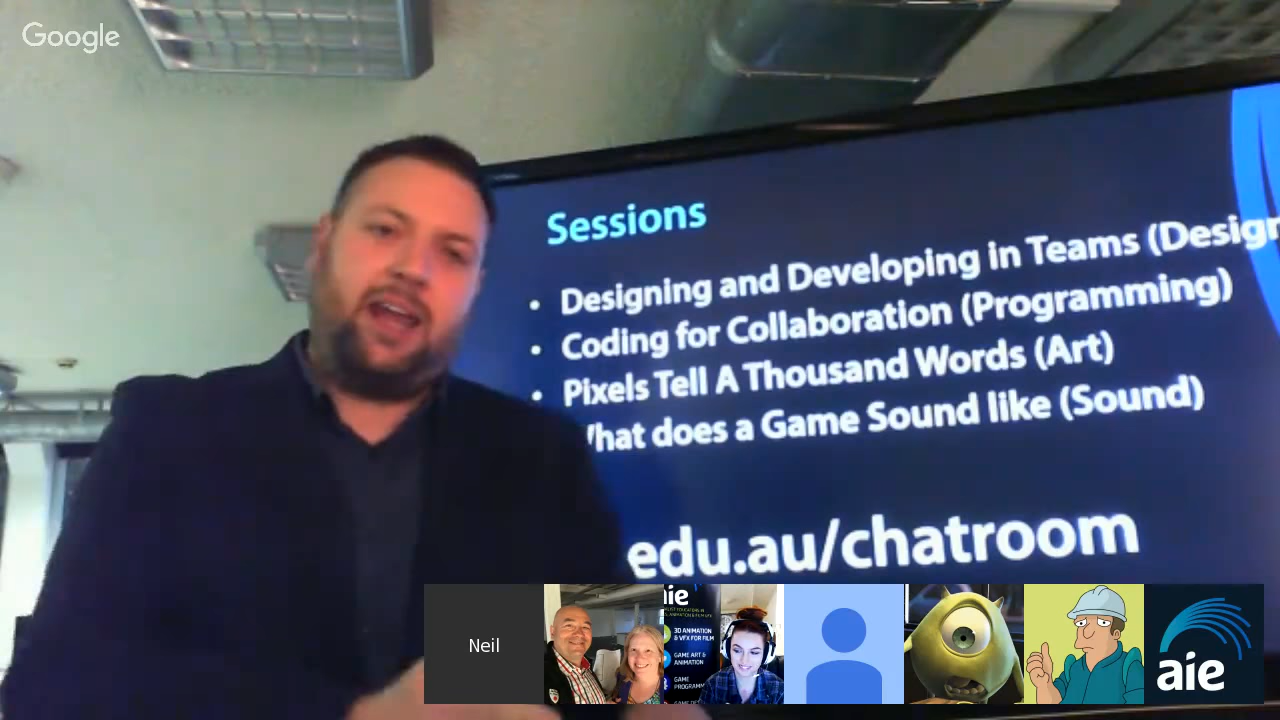 Google
Sessions
• Designing and Developing in Teams (Design
• Coding for Collaboration (Programming)
• Pixels Tell A Thousand Words (Art)
What does a Game Sound like (Sound)
edu.au/chatroom
Neil
aie
3D ANIMATION
& VFX FOR FILM
GAME ART &
ANIMATION
GAME
aie